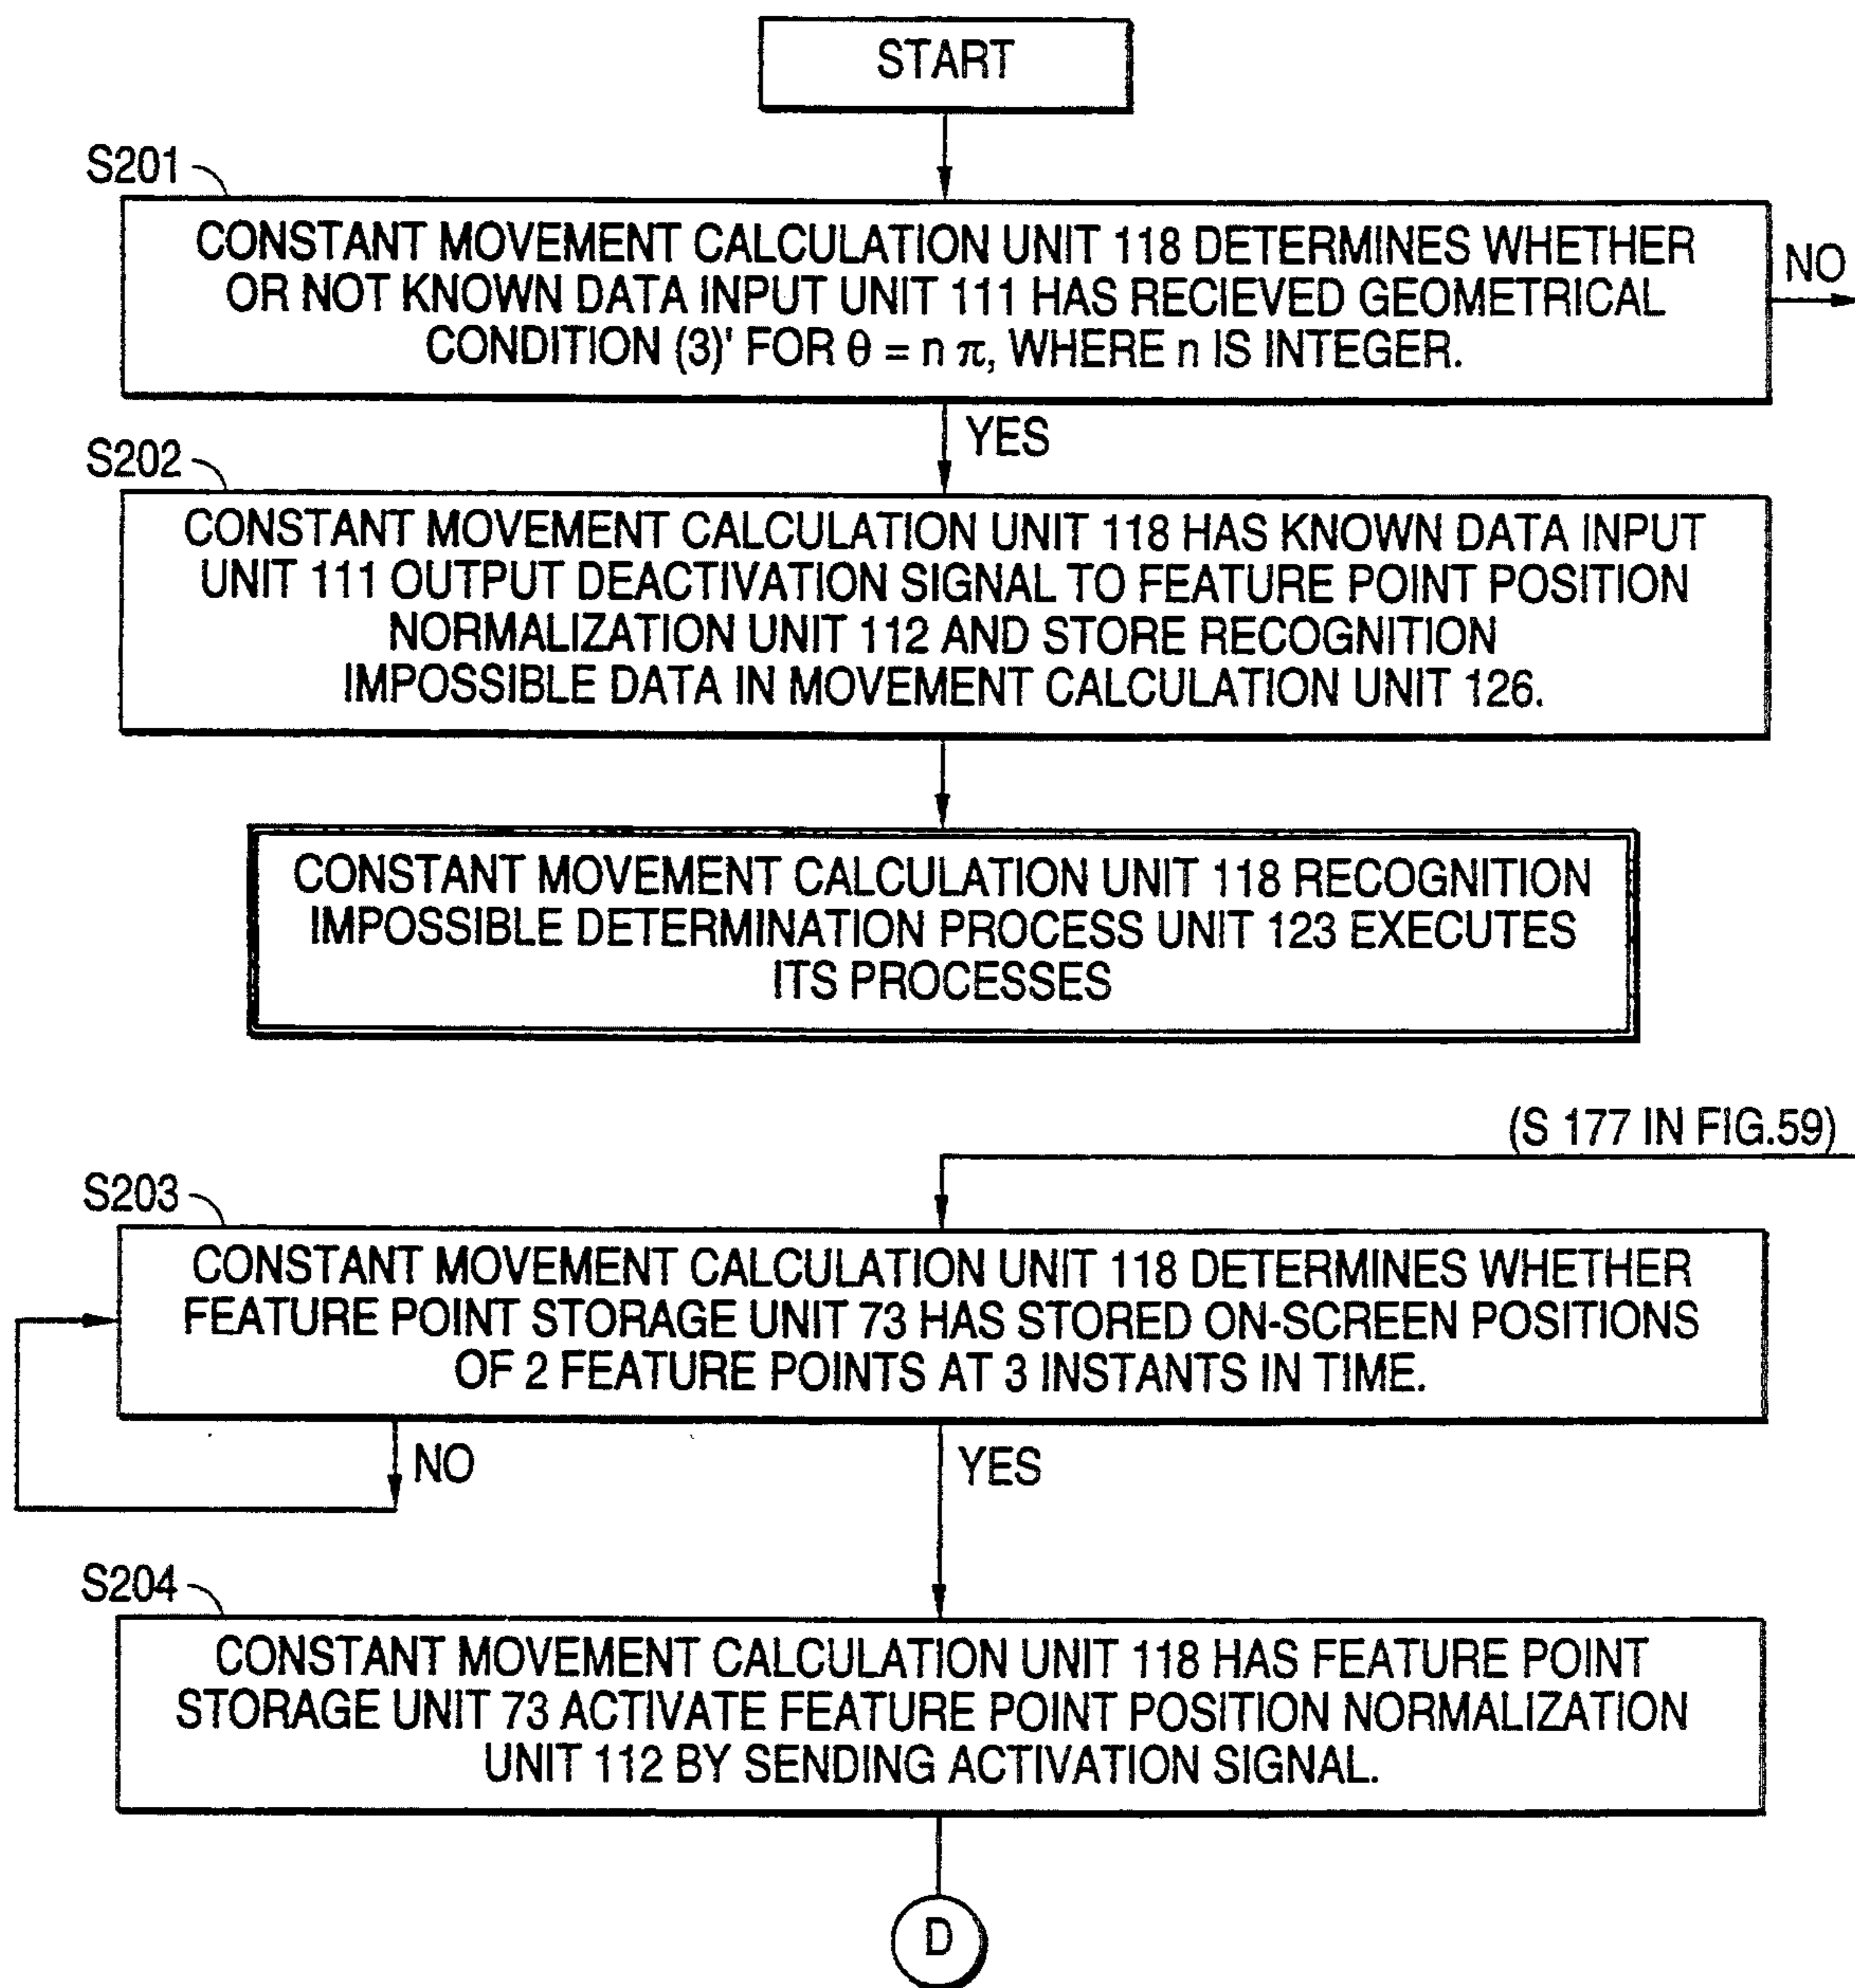 START
S201
CONSTANT MOVEMENT CALCULATION UNIT 118 DETERMINES WHETHER
OR NOT KNOWN DATA INPUT UNIT 111 HAS RECIEVED GEOMETRICAL
CONDITION (3)' FOR θ = n π, WHERE n IS INTEGER.
NO
YES
S202
CONSTANT MOVEMENT CALCULATION UNIT 118 HAS KNOWN DATA INPUT
UNIT 111 OUTPUT DEACTIVATION SIGNAL TO FEATURE POINT POSITION
NORMALIZATION UNIT 112 AND STORE RECOGNITION
IMPOSSIBLE DATA IN MOVEMENT CALCULATION UNIT 126.
CONSTANT MOVEMENT CALCULATION UNIT 118 RECOGNITION
IMPOSSIBLE DETERMINATION PROCESS UNIT 123 EXECUTES
ITS PROCESSES
(S 177 IN FIG.59)
S203
CONSTANT MOVEMENT CALCULATION UNIT 118 DETERMINES WHETHER
FEATURE POINT STORAGE UNIT 73 HAS STORED ON-SCREEN POSITIONS
OF 2 FEATURE POINTS AT 3 INSTANTS IN TIME.
NO
YES
S204
CONSTANT MOVEMENT CALCULATION UNIT 118 HAS FEATURE POINT
STORAGE UNIT 73 ACTIVATE FEATURE POINT POSITION NORMALIZATION
UNIT 112 BY SENDING ACTIVATION SIGNAL.
D